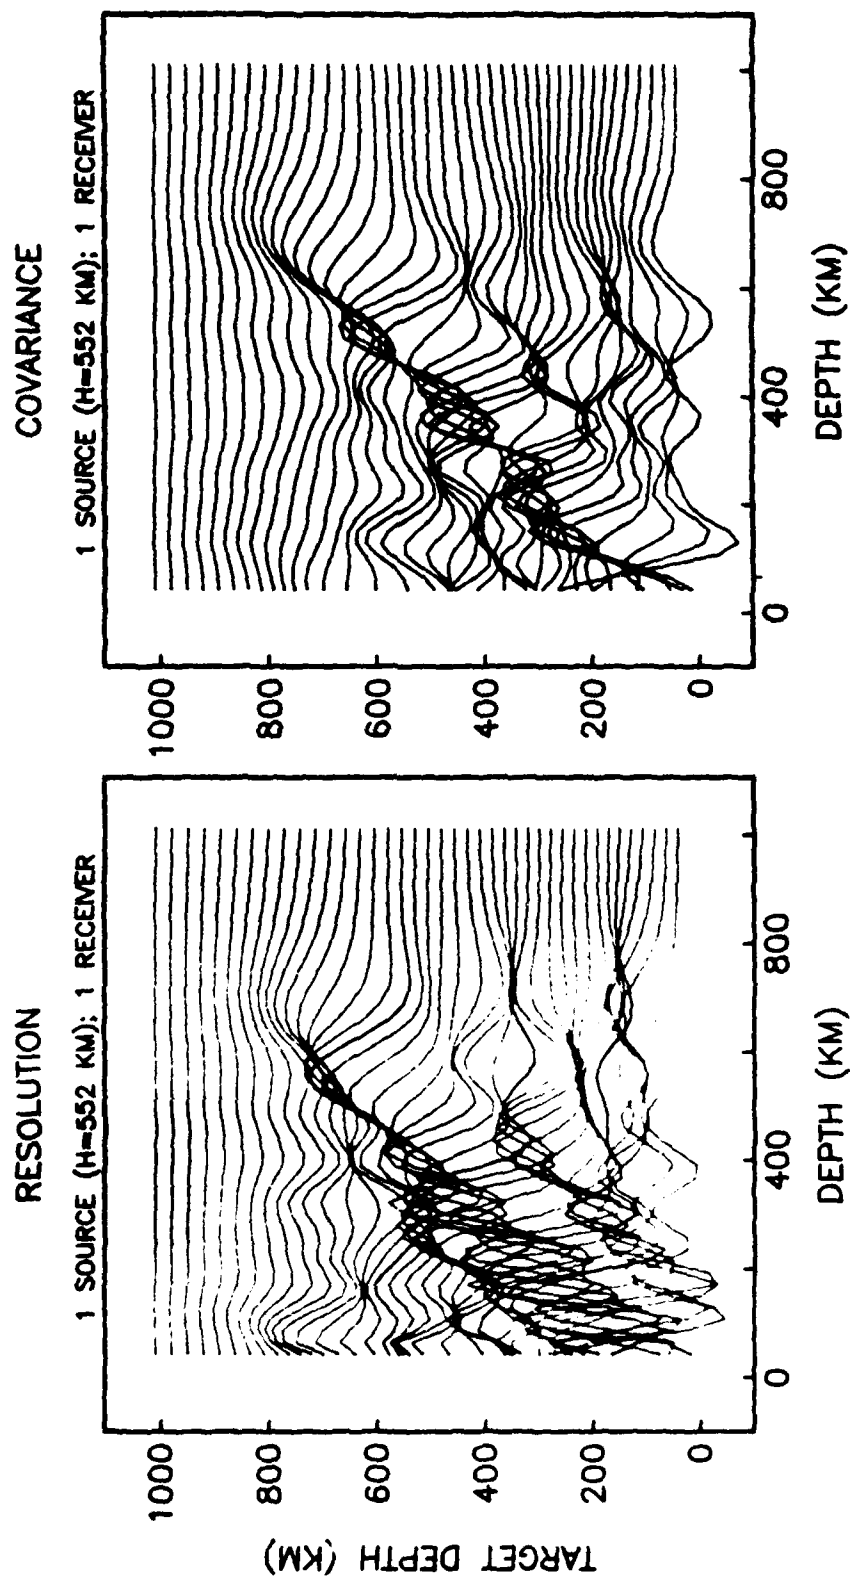 RESOLUTION
1 SOURCE (H=552 KM); 1 RECEIVER
TARGET DEPTH (KM)
1000
800
600
400
200
0
0
400
800
DEPTH (KM)
COVARIANCE
1 SOURCE (H=552 KM); 1 RECEIVER
1000
800
600
400
200
0
0
400
800
DEPTH (KM)